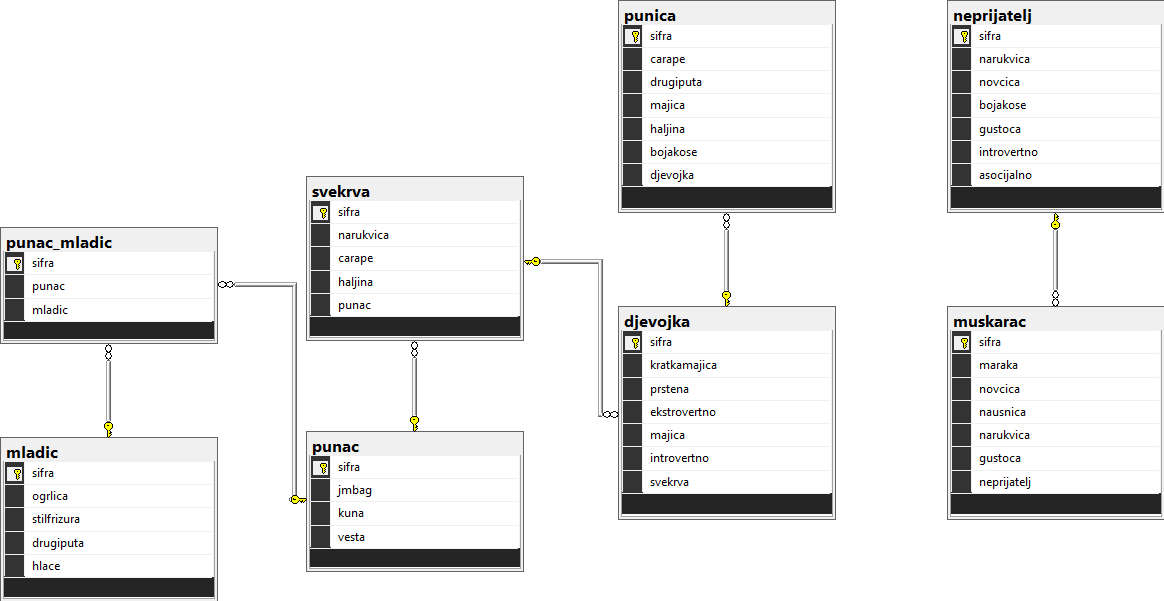 punica
sifra
carape
drugiputa
majica
haljina
bojakose
djevojka
neprijatelj
sifra
narukvica
novcica
bojakose
gustoca
introvertno
asocijalno
svekrva
sifra
narukvica
carape
haljina
punac
punac_mladic
sifra
punac
mladic
djevojka
sifra
kratkamajica
prstena
ekstrovertno
majica
introvertno
svekrva
muskarac
sifra
maraka
novcica
nausnica
narukvica
gustoca
neprijatelj
mladic
sifra
ogrlica
stilfrizura
drugiputa
hlace
punac
sifra
jmbag
kuna
vesta